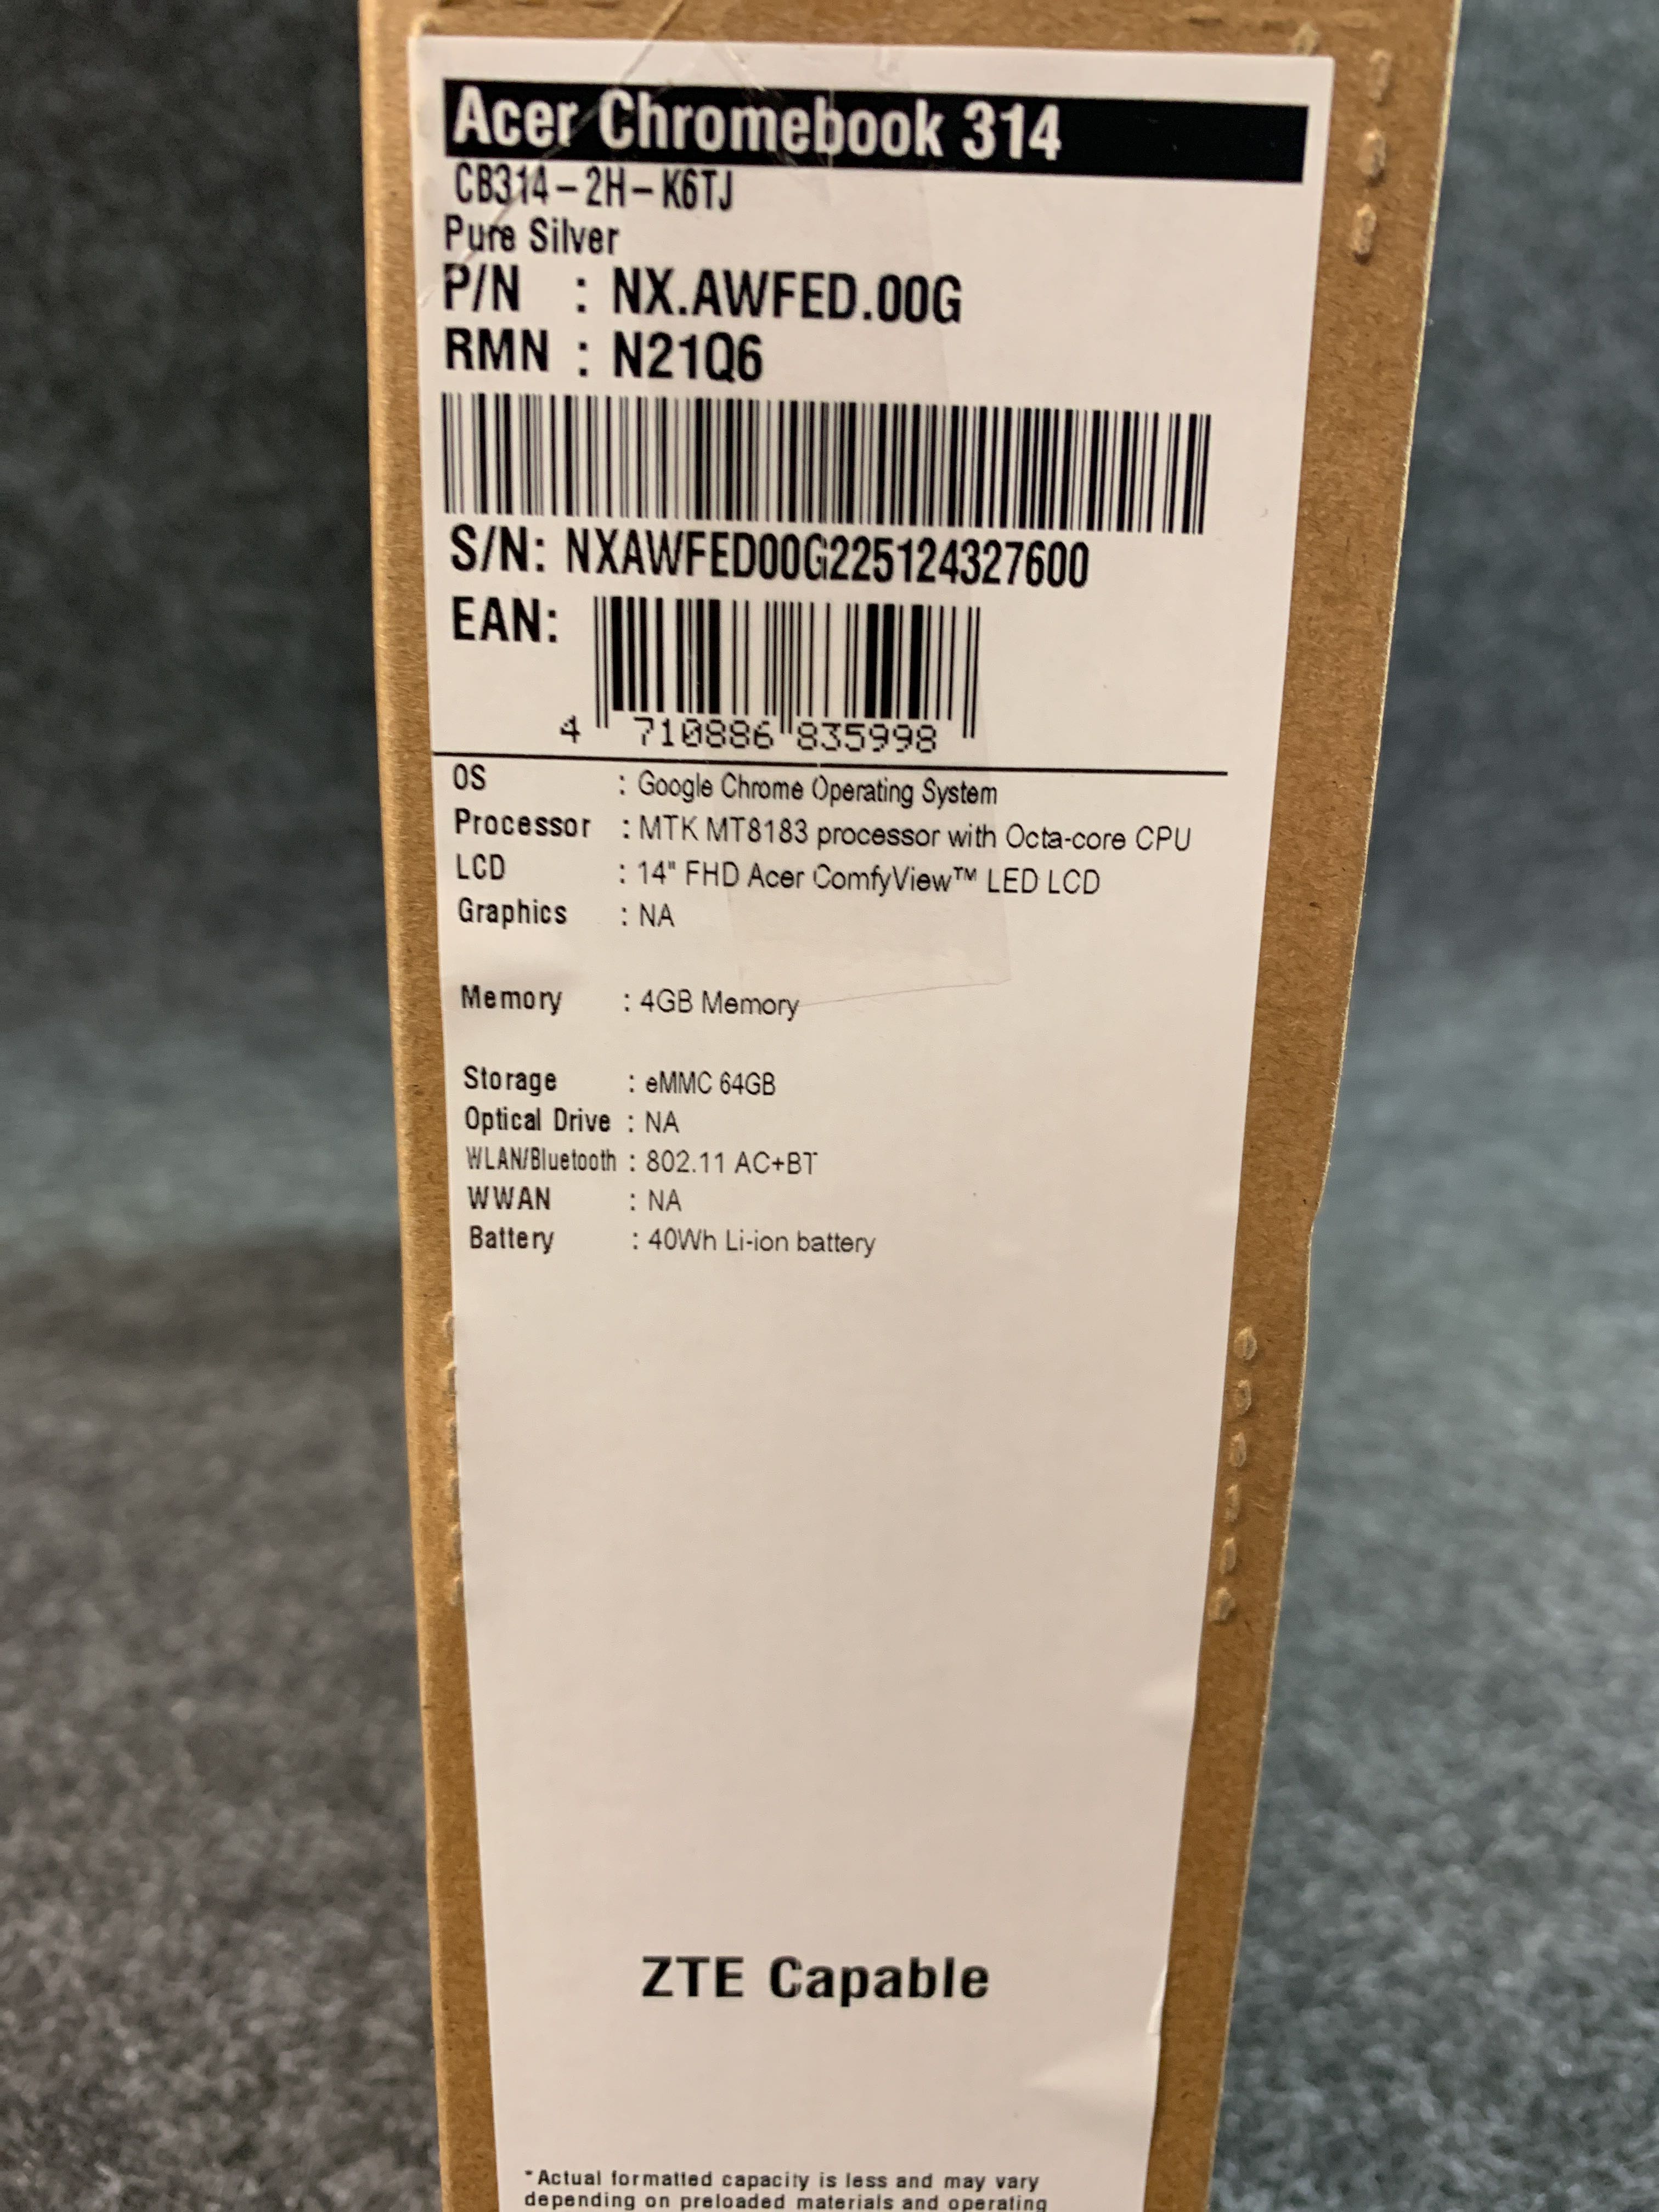 Acer Chromebook 314
CB314-2H-K6TJ
Pure Silver
P/N : NX.AWFED.00G
RMN : N21Q6
S/N: NXAWFED00G225124327600
EAN:
4 710886 835998
OS : Google Chrome Operating System
Processor : MTK MT8183 processor with Octa-core CPU
LCD : 14" FHD Acer ComfyView™ LED LCD
Graphics : NA
Memory : 4GB Memory
Storage : eMMC 64GB
Optical Drive : NA
WLAN/Bluetooth : 802.11 AC+BT
WWAN : NA
Battery : 40Wh Li-ion battery
ZTE Capable
*Actual formatted capacity is less and may vary
depending on preloaded materials and operating